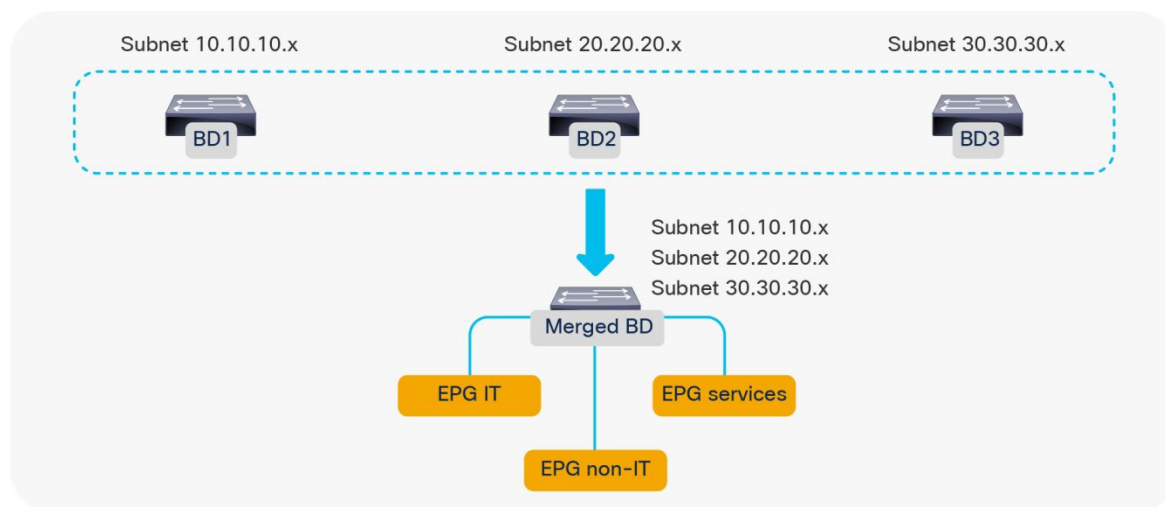 Subnet 10.10.10.x
Subnet 20.20.20.x
Subnet 30.30.30.x
BD1
BD2
BD3
Subnet 10.10.10.x
Subnet 20.20.20.x
Subnet 30.30.30.x
Merged BD
EPG IT
EPG services
EPG non-IT